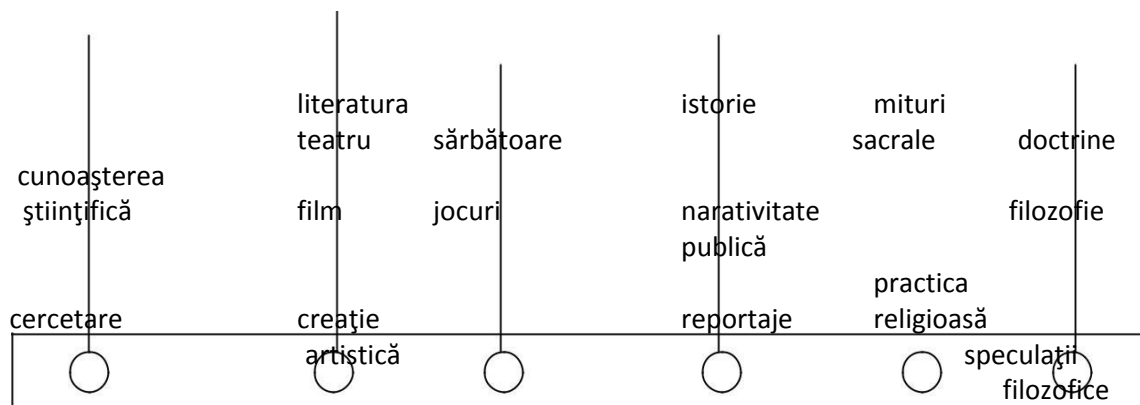 literatura
teatru
film
creaţie
artistică
cunoaşterea
ştiinţifică
cercetare
sărbătoare
jocuri
istorie
narativitate
publică
reportaje
mituri
sacrale
practica
religioasă
doctrine
filozofie
speculaţii
filozofice